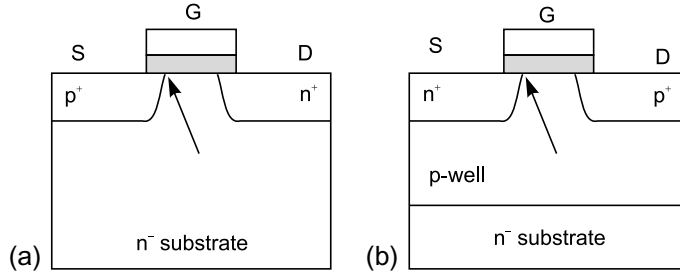 G
S
D
p⁺
n⁺
n⁻ substrate
(a)
G
S
D
n⁺
p⁺
p-well
n⁻ substrate
(b)